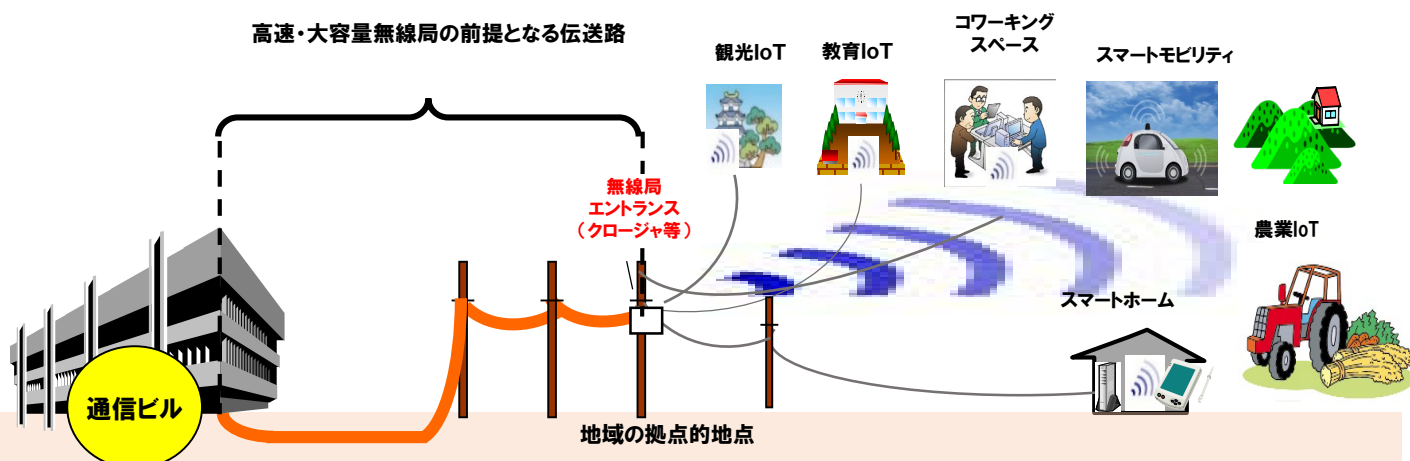 高速・大容量無線局の前提となる伝送路
観光IoT
教育IoT
コワーキング
スペース
スマートモビリティ
無線局
エントランス
（クロージャ等）
農業IoT
スマートホーム
通信ビル
地域の拠点的地点